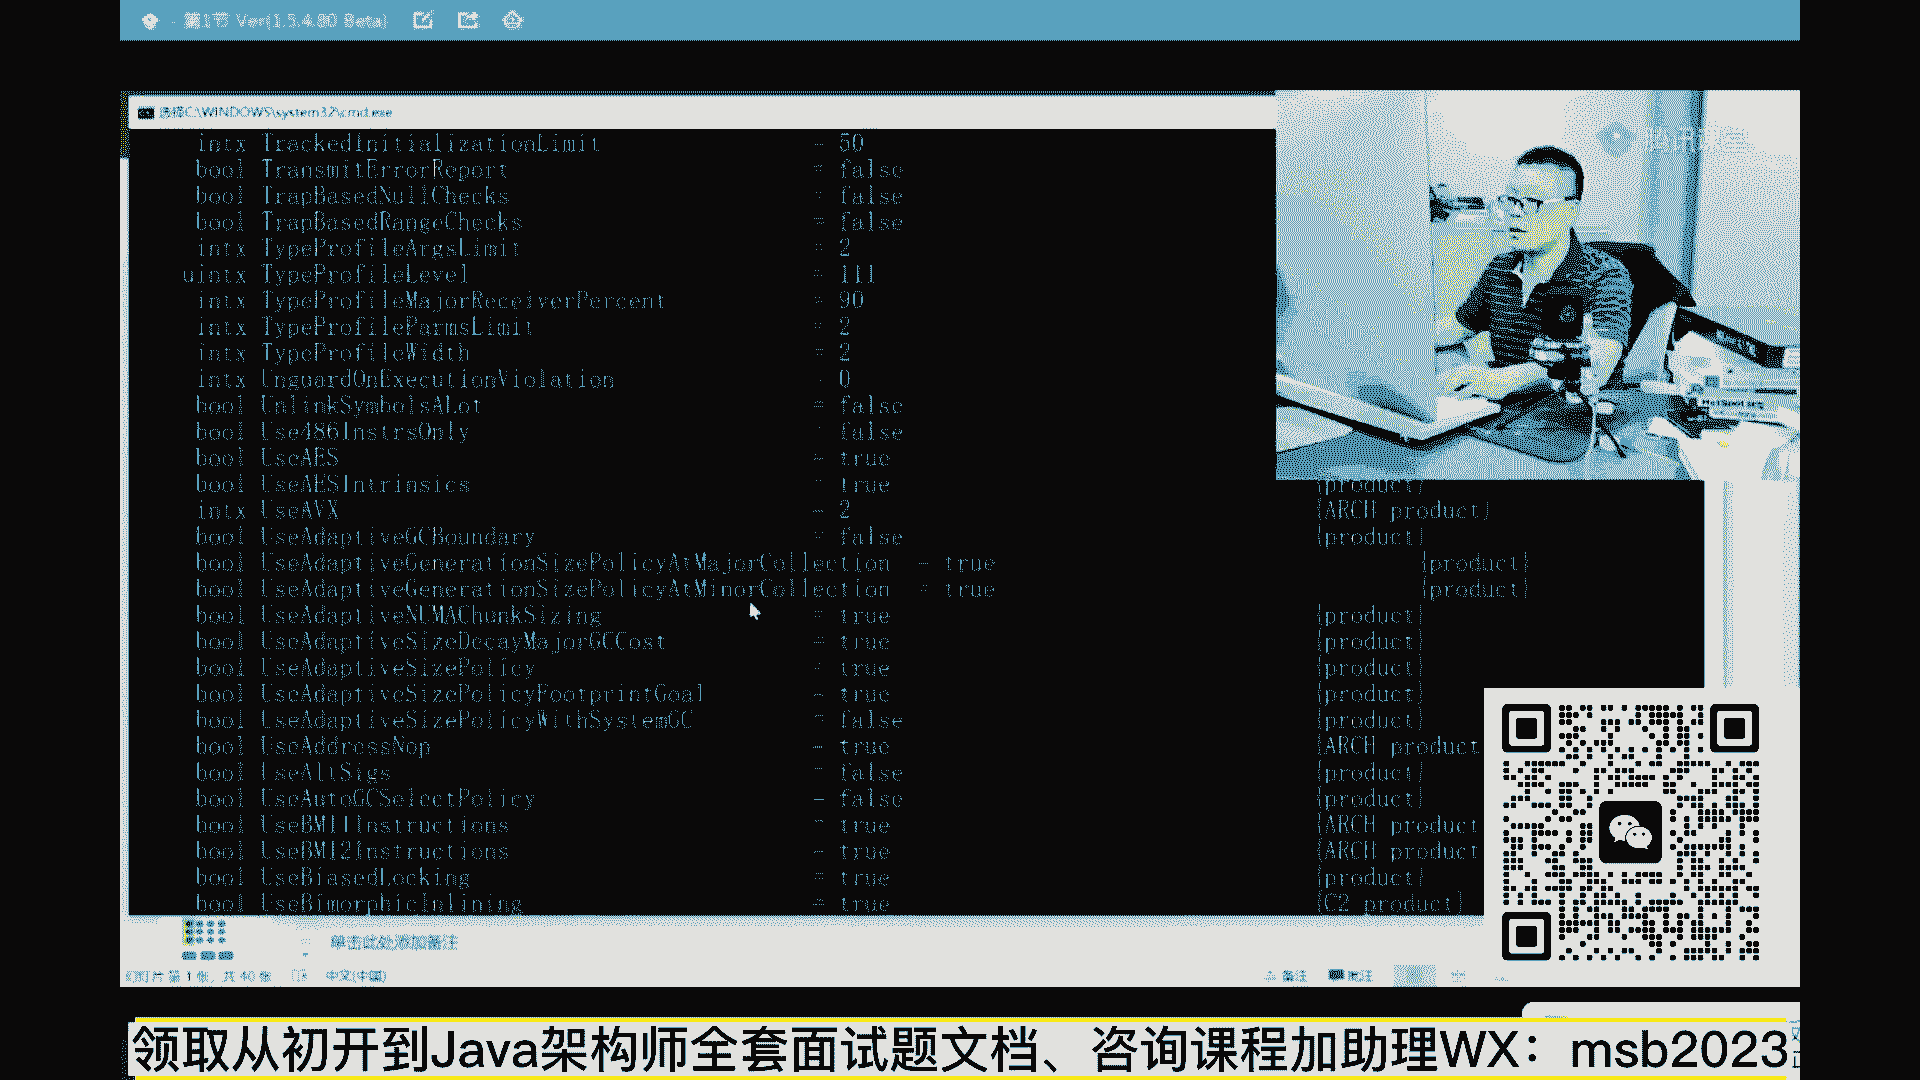 - 第1节 Ver(1.5.4.80 Beta)
选择C:\WINDOWS\system32\cmd.exe
腾讯课堂
intx TrackedInitializationLimit = 50
bool TransmitErrorReport = false
bool TrapBasedNullChecks = false
bool TrapBasedRangeChecks = false
intx TypeProfileArgsLimit = 2
uintx TypeProfileLevel = 111
intx TypeProfileMajorReceiverPercent = 90
intx TypeProfileParmsLimit = 2
intx TypeProfileWidth = 2
intx UnguardOnExecutionViolation = 0
bool UnlinkSymbolsALot = false
bool Use486InstrsOnly = false
bool UseAES = true
bool UseAESIntrinsics = true {product}
intx UseAVX = 2 {ARCH product}
bool UseAdaptiveGCBoundary = false {product}
bool UseAdaptiveGenerationSizePolicyAtMajorCollection = true {product}
bool UseAdaptiveGenerationSizePolicyAtMinorCollection = true {product}
bool UseAdaptiveNUMAChunkSizing = true {product}
bool UseAdaptiveSizeDecayMajorGCCost = true {product}
bool UseAdaptiveSizePolicy = true {product}
bool UseAdaptiveSizePolicyFootprintGoal = true {product}
bool UseAdaptiveSizePolicyWithSystemGC = false {product}
bool UseAddressNop = true {ARCH product
bool UseAltSigs = false {product}
bool UseAutoGCSelectPolicy = false {product}
bool UseBMI1Instructions = true {ARCH product
bool UseBMI2Instructions = true {ARCH product
bool UseBiasedLocking = true {product}
bool UseBimorphicInlining = true {C2 product}
单击此处添加备注
幻灯片 第 1 张，共 40 张 中文(中国) 备注 批注
领取从初开到Java架构师全套面试题文档、咨询课程加助理WX：msb2023